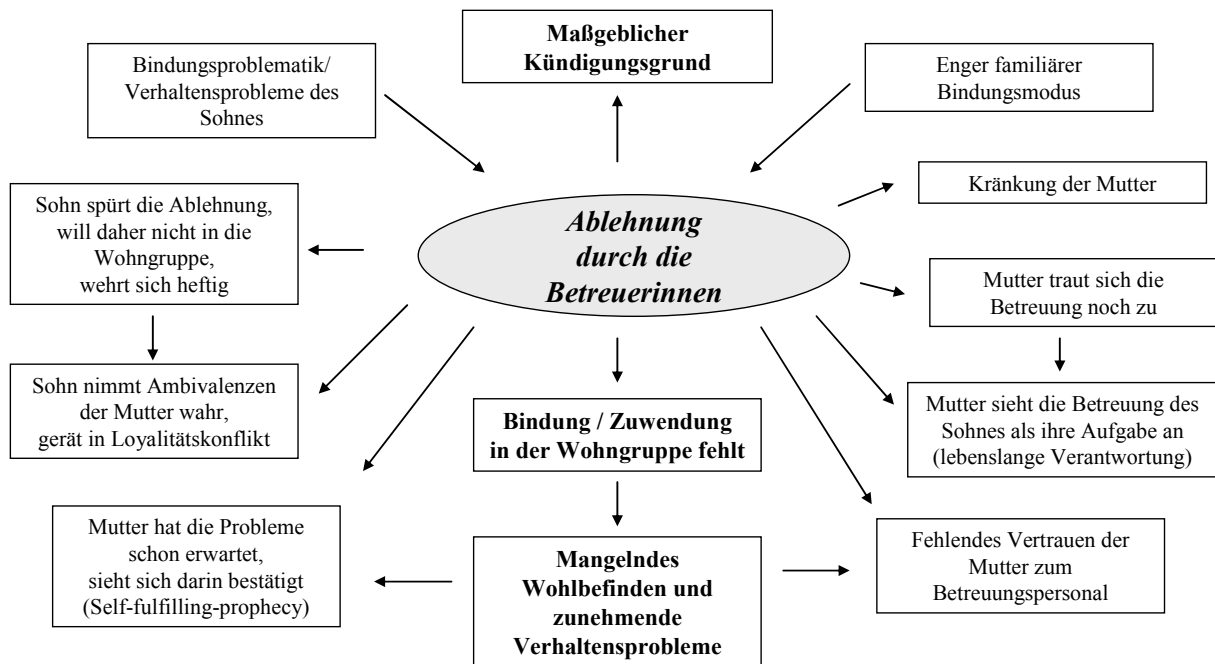 Maßgeblicher
Kündigungsgrund
Bindungsproblematik/
Verhaltensprobleme des
Sohnes
Enger familiärer
Bindungsmodus
Kränkung der Mutter
Sohn spürt die Ablehnung,
will daher nicht in die
Wohngruppe,
wehrt sich heftig
Ablehnung
durch die
Betreuerinnen
Mutter traut sich die
Betreuung noch zu
Sohn nimmt Ambivalenzen
der Mutter wahr,
gerät in Loyalitätskonflikt
Bindung / Zuwendung
in der Wohngruppe fehlt
Mutter sieht die Betreuung des
Sohnes als ihre Aufgabe an
(lebenslange Verantwortung)
Mutter hat die Probleme
schon erwartet,
sieht sich darin bestätigt
(Self-fulfilling-prophecy)
Mangelndes
Wohlbefinden und
zunehmende
Verhaltensprobleme
Fehlendes Vertrauen der
Mutter zum
Betreuungspersonal